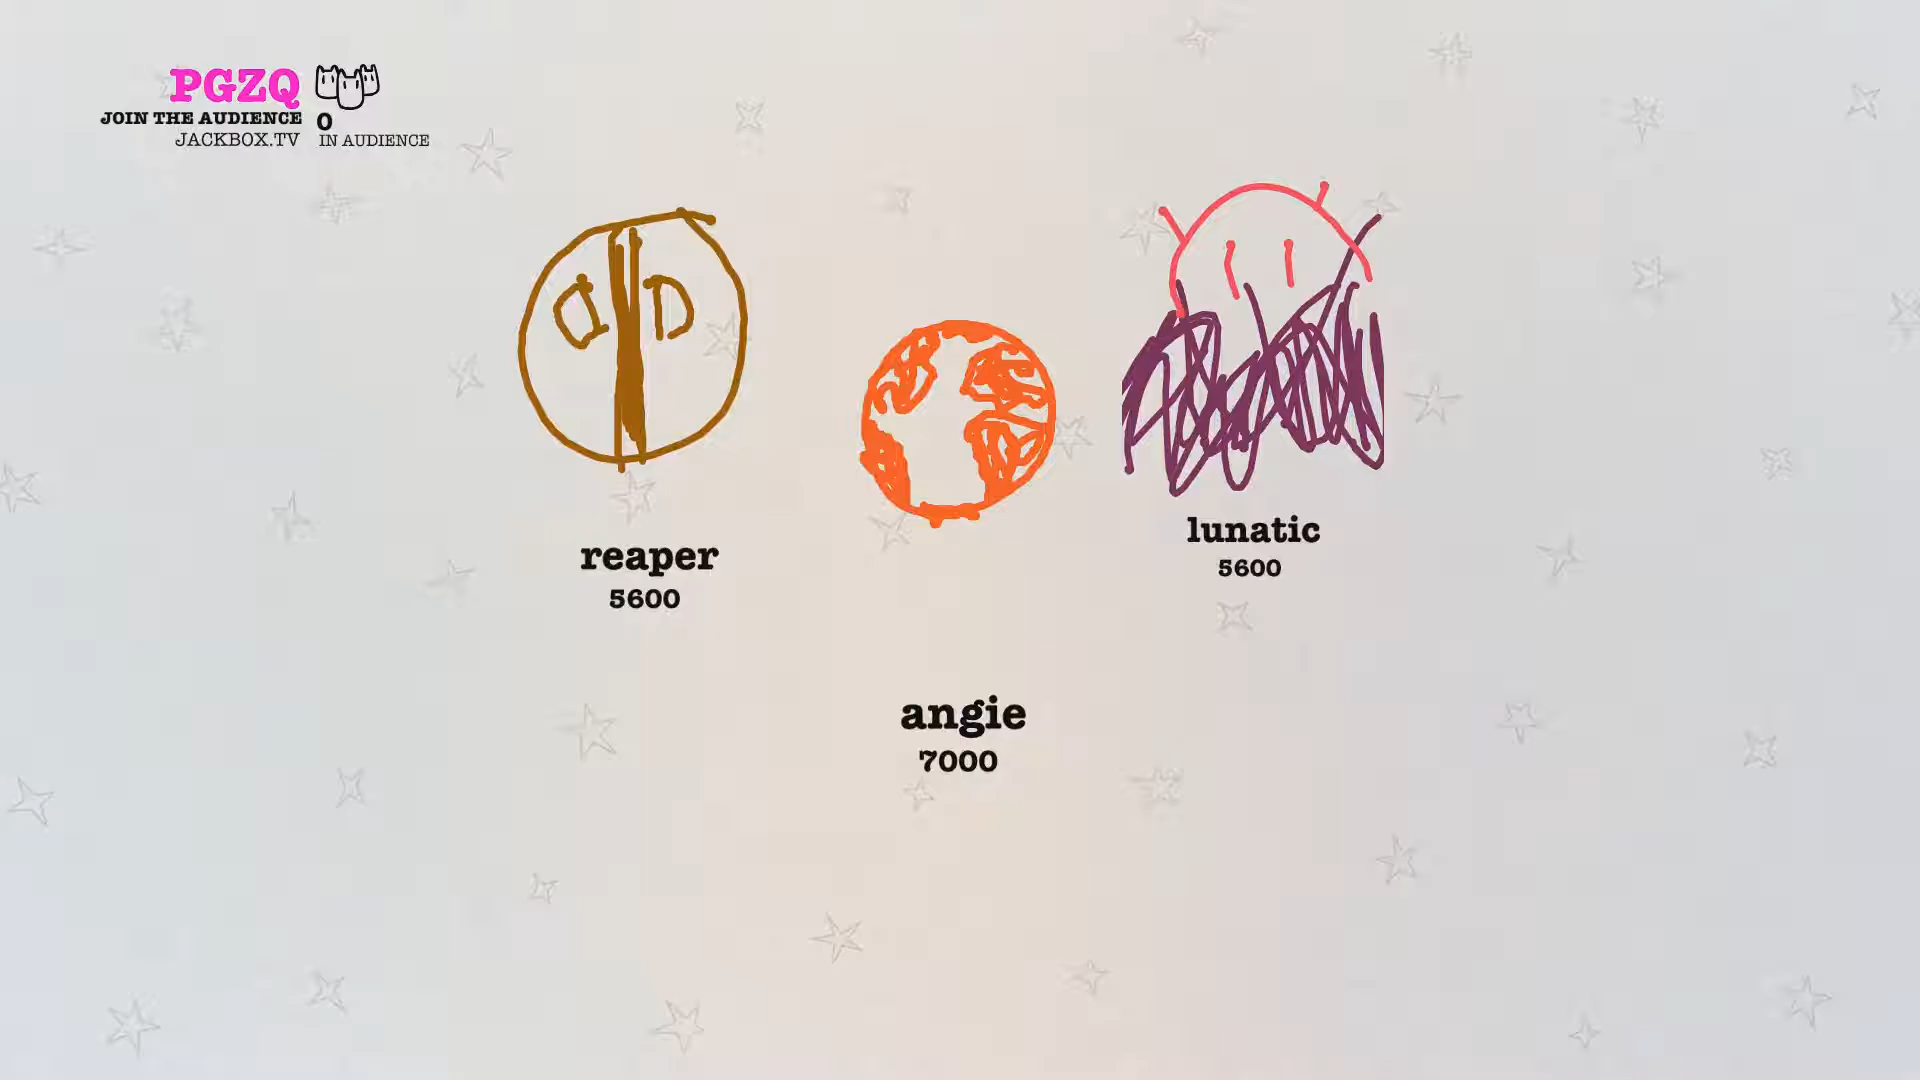 PGZQ
JOIN THE AUDIENCE
JACKBOX.TV
0
IN AUDIENCE
reaper
5600
lunatic
5600
angie
7000